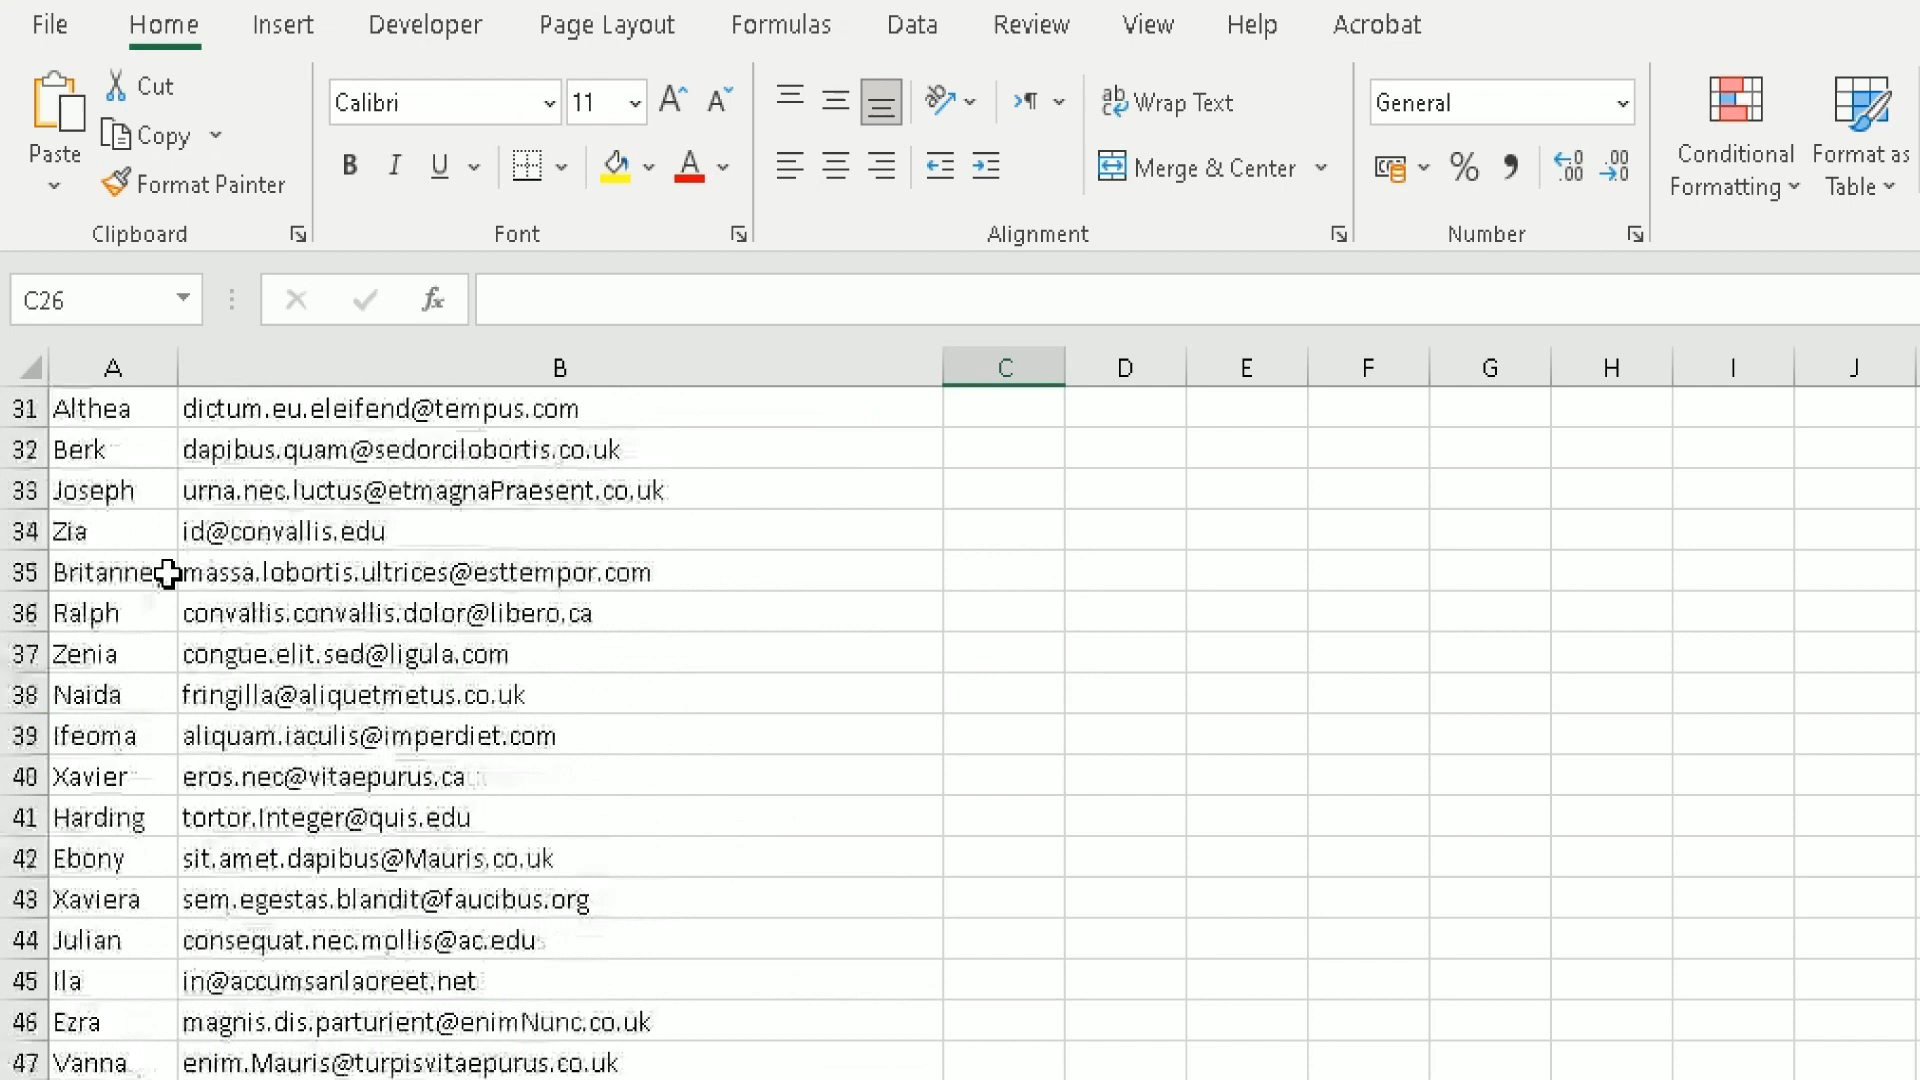 File Home Insert Developer Page Layout Formulas Data Review View Help Acrobat
Paste
Cut
Copy
Format Painter
Clipboard
Calibri 11
B I U
Font
Wrap Text
Merge & Center
Alignment
General
Number
Conditional Formatting
Format as Table
C26
fx
A B C D E F G H I J
31 Althea dictum.eu.eleifend@tempus.com
32 Berk dapibus.quam@sedorcilobortis.co.uk
33 Joseph urna.nec.luctus@etmagnaPraesent.co.uk
34 Zia id@convallis.edu
35 Britanne massa.lobortis.ultrices@esttempor.com
36 Ralph convallis.convallis.dolor@libero.ca
37 Zenia congue.elit.sed@ligula.com
38 Naida fringilla@aliquetmetus.co.uk
39 Ifeoma aliquam.iaculis@imperdiet.com
40 Xavier eros.nec@vitaepurus.ca
41 Harding tortor.Integer@quis.edu
42 Ebony sit.amet.dapibus@Mauris.co.uk
43 Xaviera sem.egestas.blandit@faucibus.org
44 Julian consequat.nec.mollis@ac.edu
45 Ila in@accumsanlaoreet.net
46 Ezra magnis.dis.parturient@enimNunc.co.uk
47 Vanna enim.Mauris@turpisvitaepurus.co.uk